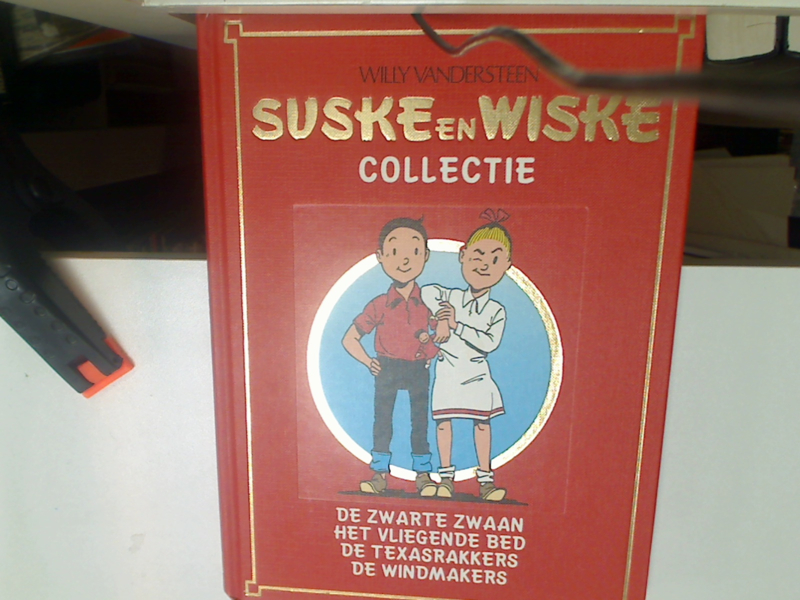 WILLY VANDERSTEEN
SUSKE EN WISKE
COLLECTIE
DE ZWARTE ZWAAN
HET VLIEGENDE BED
DE TEXASRAKKERS
DE WINDMAKERS